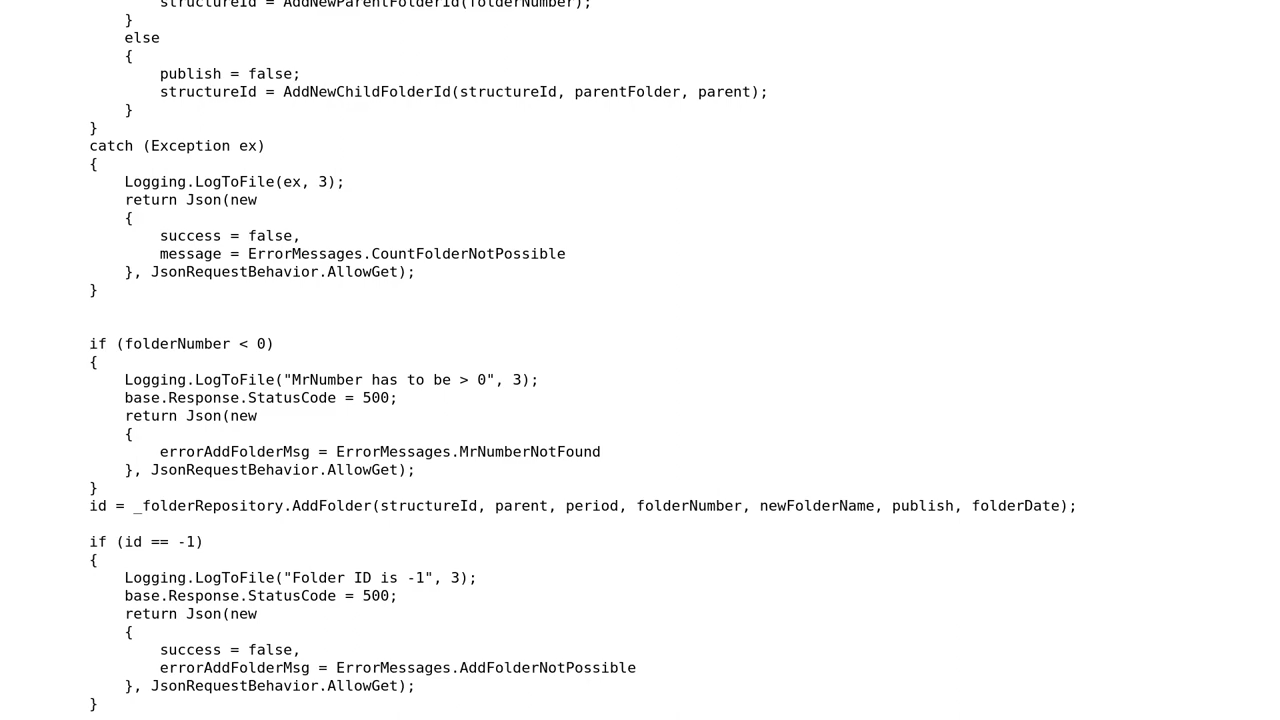 structureId = AddNewParentFolderId(folderNumber);
}
else
{
publish = false;
structureId = AddNewChildFolderId(structureId, parentFolder, parent);
}
}
catch (Exception ex)
{
Logging.LogToFile(ex, 3);
return Json(new
{
success = false,
message = ErrorMessages.CountFolderNotPossible
}, JsonRequestBehavior.AllowGet);
}
if (folderNumber < 0)
{
Logging.LogToFile("MrNumber has to be > 0", 3);
base.Response.StatusCode = 500;
return Json(new
{
errorAddFolderMsg = ErrorMessages.MrNumberNotFound
}, JsonRequestBehavior.AllowGet);
}
id = _folderRepository.AddFolder(structureId, parent, period, folderNumber, newFolderName, publish, folderDate);
if (id == -1)
{
Logging.LogToFile("Folder ID is -1", 3);
base.Response.StatusCode = 500;
return Json(new
{
success = false,
errorAddFolderMsg = ErrorMessages.AddFolderNotPossible
}, JsonRequestBehavior.AllowGet);
}